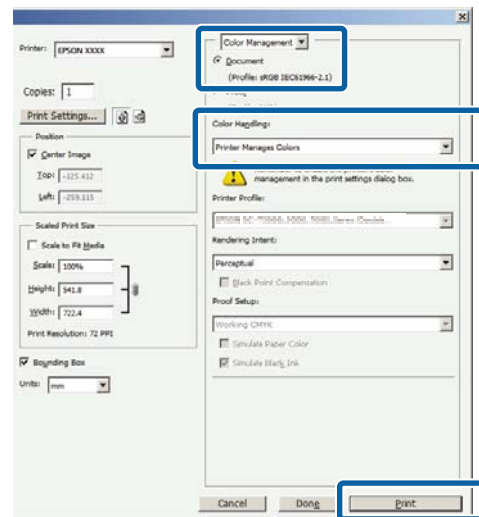 Printer: EPSON XXXX
Copies: 1
Print Settings...
Position
Center Image
Top: -125.412
Left: -259.115
Scaled Print Size
Scale to Fit Media
Scale: 100%
Height: 541.8
Width: 722.4
Print Resolution: 72 PPI
Bounding Box
Units: mm
Color Management
Document
(Profile: sRGB IEC61966-2.1)
Color Handling:
Printer Manages Colors
management in the print settings dialog box.
Printer Profile:
Rendering Intent:
Perceptual
Black Point Compensation
Proof Setup:
Working CMYK
Simulate Paper Color
Simulate Black Ink
Cancel
Done
Print